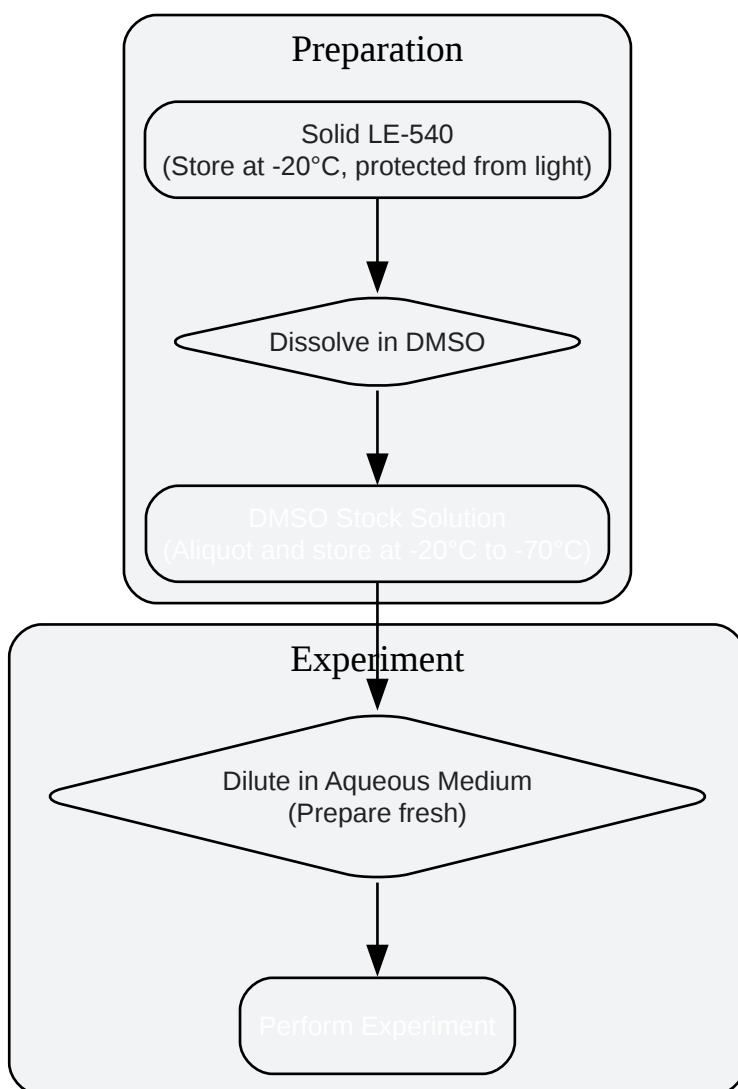 Preparation
Solid LE-540
(Store at -20°C, protected from light)
Dissolve in DMSO
DMSO Stock Solution
(Aliquot and store at -20°C to -70°C)
Experiment
Dilute in Aqueous Medium
(Prepare fresh)
Perform Experiment